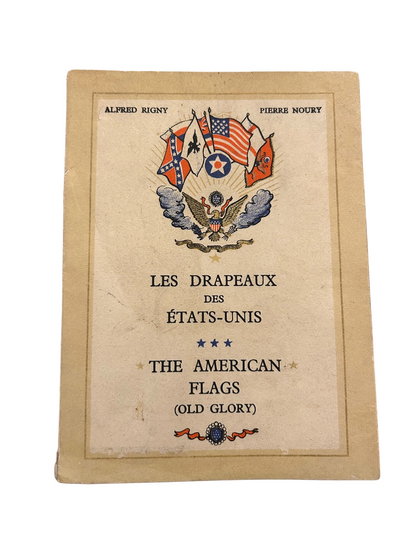 ALFRED RIGNY PIERRE NOURY
LES DRAPEAUX
DES
ÉTATS-UNIS
THE AMERICAN
FLAGS
(OLD GLORY)